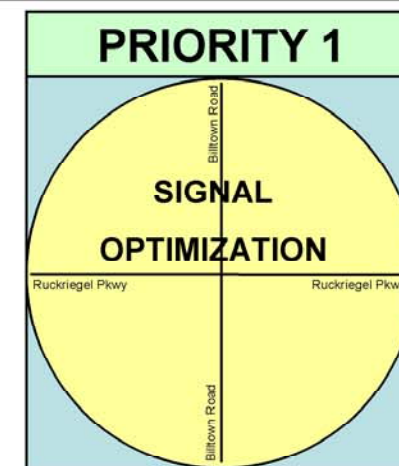 PRIORITY 1
Billtown Road
SIGNAL
OPTIMIZATION
Ruckriegel Pkwy
Ruckriegel Pkw
Billtown Road